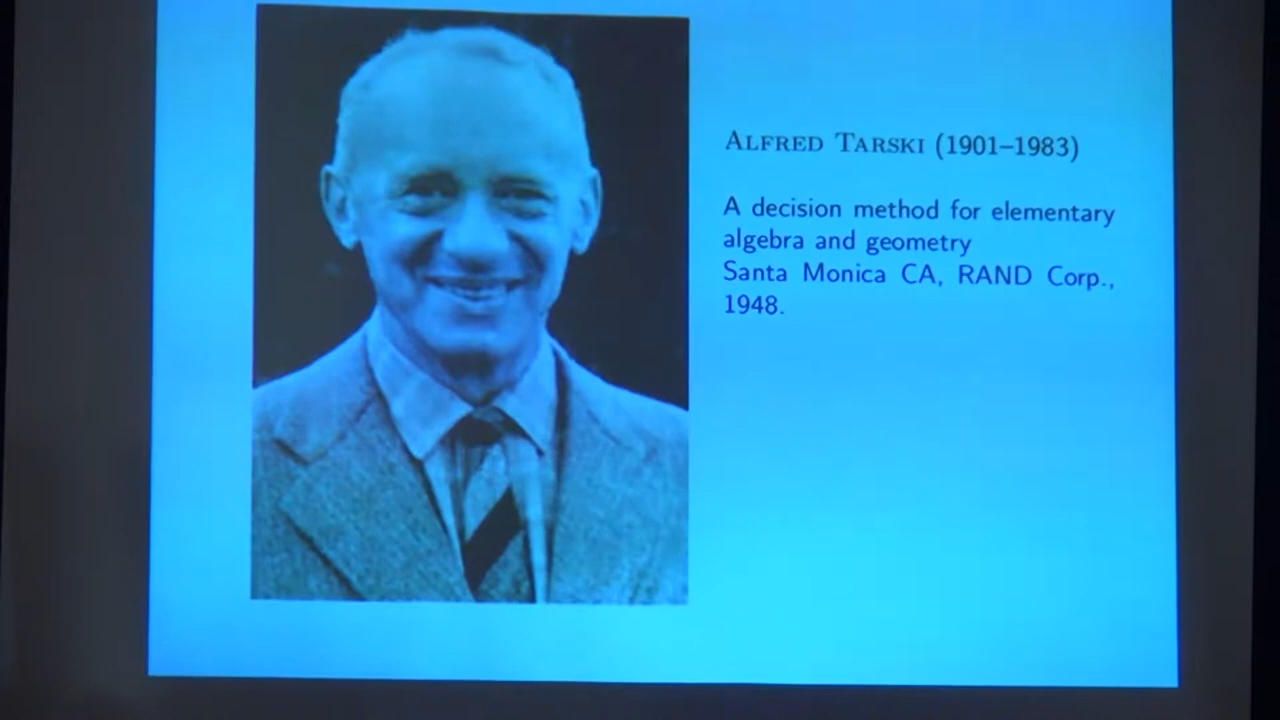 ALFRED TARSKI (1901–1983)
A decision method for elementary
algebra and geometry
Santa Monica CA, RAND Corp.,
1948.